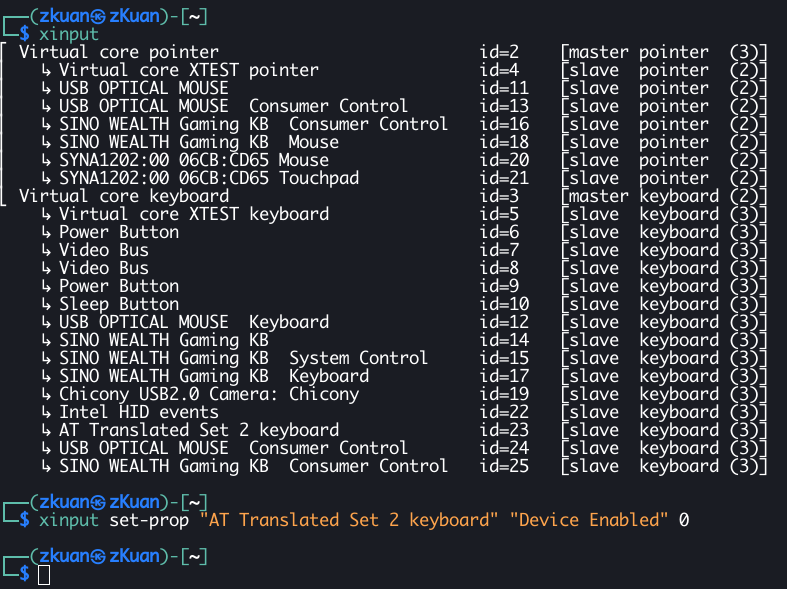 ┌──(zkuan㉿zKuan)-[~]
└─$ xinput
⎡ Virtual core pointer id=2 [master pointer (3)]
⎜ ↳ Virtual core XTEST pointer id=4 [slave pointer (2)]
⎜ ↳ USB OPTICAL MOUSE id=11 [slave pointer (2)]
⎜ ↳ USB OPTICAL MOUSE Consumer Control id=13 [slave pointer (2)]
⎜ ↳ SINO WEALTH Gaming KB Consumer Control id=16 [slave pointer (2)]
⎜ ↳ SINO WEALTH Gaming KB Mouse id=18 [slave pointer (2)]
⎜ ↳ SYNA1202:00 06CB:CD65 Mouse id=20 [slave pointer (2)]
⎜ ↳ SYNA1202:00 06CB:CD65 Touchpad id=21 [slave pointer (2)]
⎣ Virtual core keyboard id=3 [master keyboard (2)]
↳ Virtual core XTEST keyboard id=5 [slave keyboard (3)]
↳ Power Button id=6 [slave keyboard (3)]
↳ Video Bus id=7 [slave keyboard (3)]
↳ Video Bus id=8 [slave keyboard (3)]
↳ Power Button id=9 [slave keyboard (3)]
↳ Sleep Button id=10 [slave keyboard (3)]
↳ USB OPTICAL MOUSE Keyboard id=12 [slave keyboard (3)]
↳ SINO WEALTH Gaming KB id=14 [slave keyboard (3)]
↳ SINO WEALTH Gaming KB System Control id=15 [slave keyboard (3)]
↳ SINO WEALTH Gaming KB Keyboard id=17 [slave keyboard (3)]
↳ Chicony USB2.0 Camera: Chicony id=19 [slave keyboard (3)]
↳ Intel HID events id=22 [slave keyboard (3)]
↳ AT Translated Set 2 keyboard id=23 [slave keyboard (3)]
↳ USB OPTICAL MOUSE Consumer Control id=24 [slave keyboard (3)]
↳ SINO WEALTH Gaming KB Consumer Control id=25 [slave keyboard (3)]
┌──(zkuan㉿zKuan)-[~]
└─$ xinput set-prop "AT Translated Set 2 keyboard" "Device Enabled" 0
┌──(zkuan㉿zKuan)-[~]
└─$